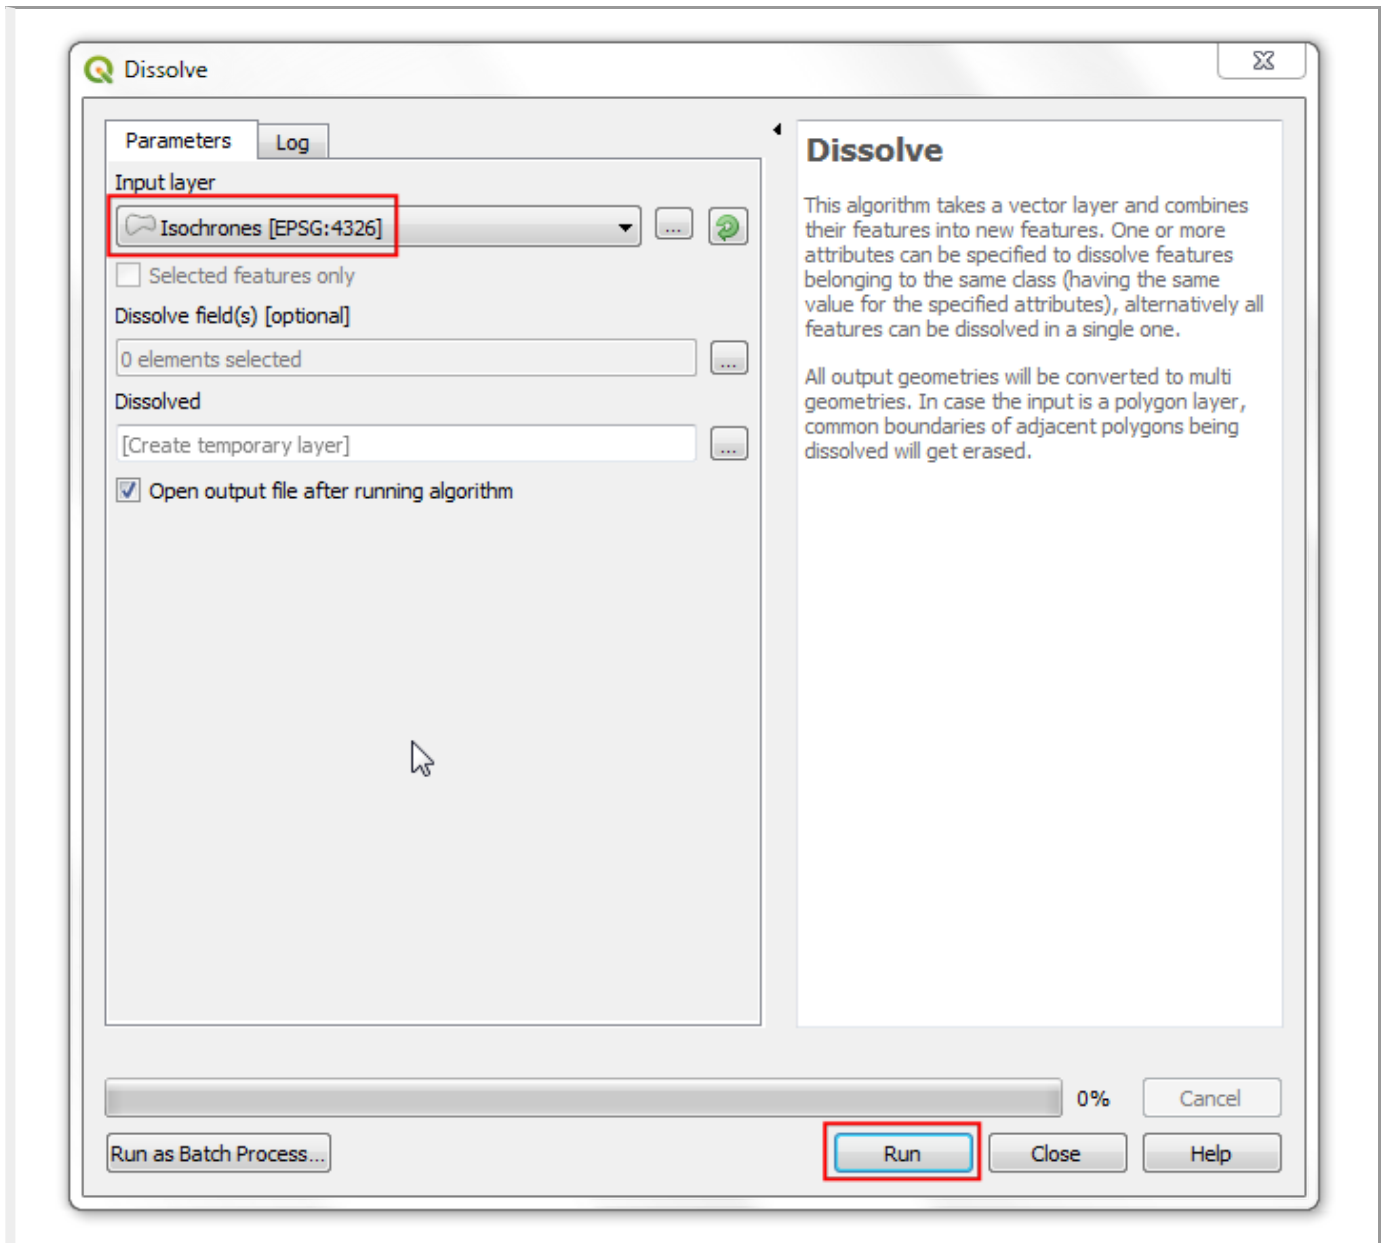 Dissolve
Parameters
Log
Input layer
Isochrones [EPSG:4326]
...
Selected features only
Dissolve field(s) [optional]
0 elements selected
...
Dissolved
[Create temporary layer]
...
Open output file after running algorithm
Dissolve
This algorithm takes a vector layer and combines
their features into new features. One or more
attributes can be specified to dissolve features
belonging to the same class (having the same
value for the specified attributes), alternatively all
features can be dissolved in a single one.
All output geometries will be converted to multi
geometries. In case the input is a polygon layer,
common boundaries of adjacent polygons being
dissolved will get erased.
0%
Cancel
Run as Batch Process...
Run
Close
Help